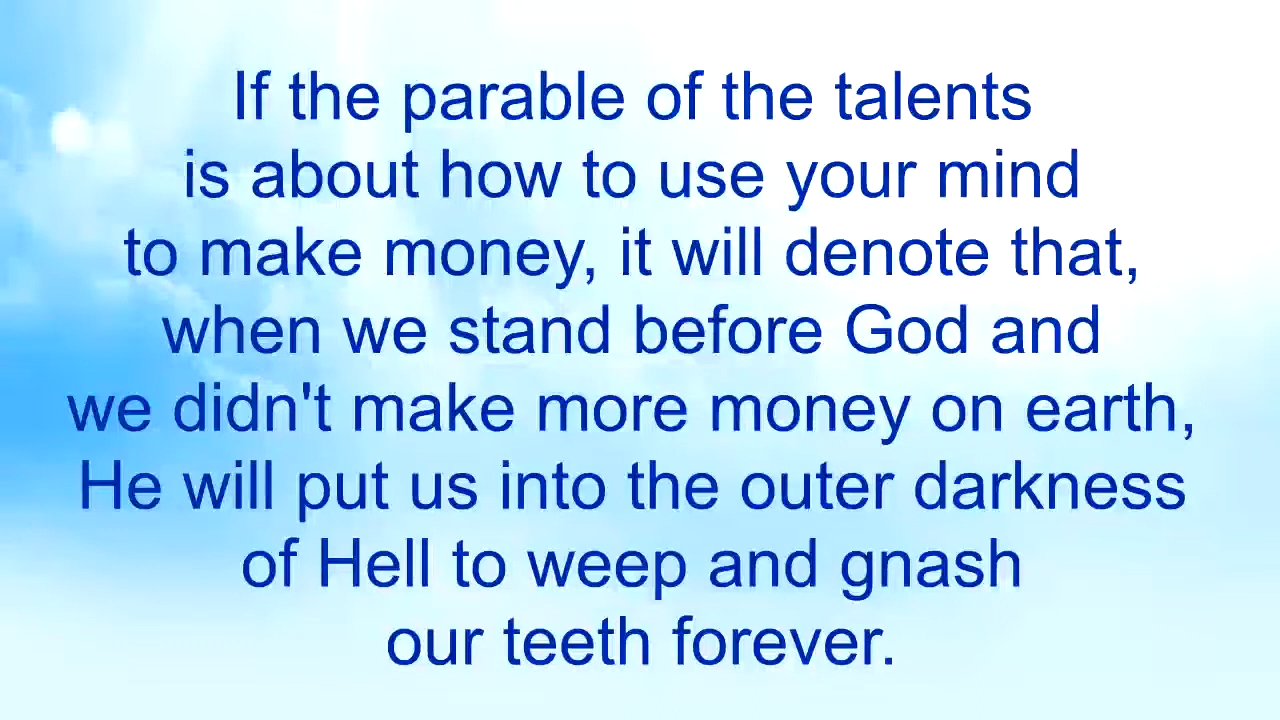 If the parable of the talents
is about how to use your mind
to make money, it will denote that,
when we stand before God and
we didn't make more money on earth,
He will put us into the outer darkness
of Hell to weep and gnash
our teeth forever.